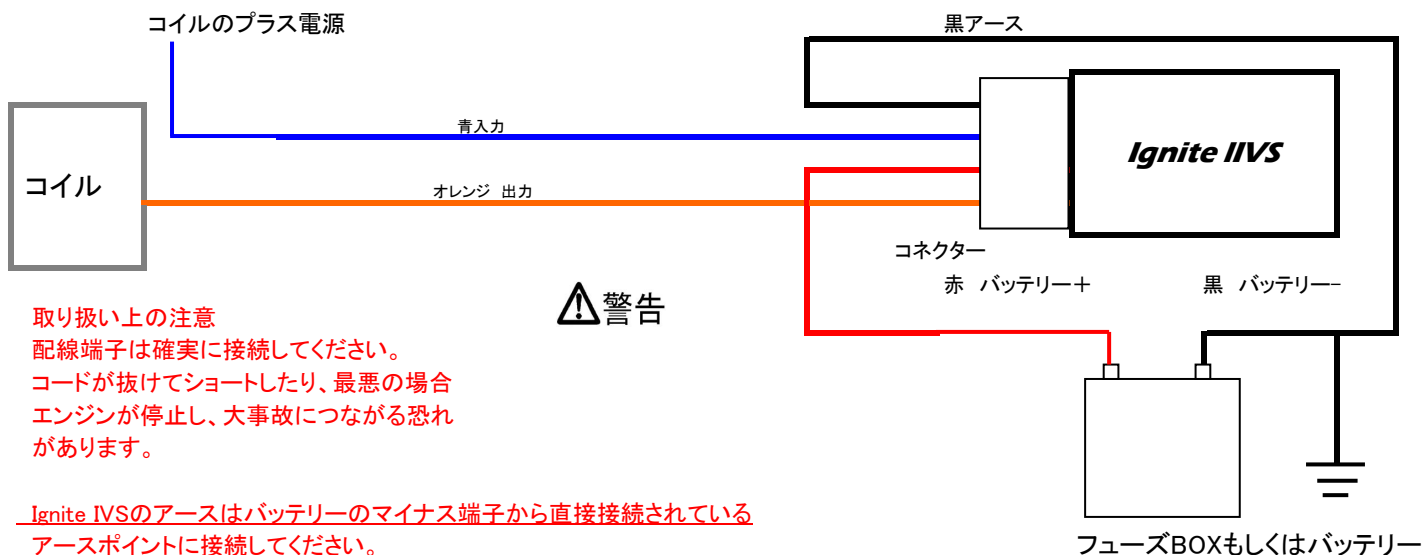 コイルのプラス電源
黒アース
青入力
Ignite IIVS
コイル
オレンジ 出力
コネクター
赤 バッテリー＋
黒 バッテリー−
警告
取り扱い上の注意
配線端子は確実に接続してください。
コードが抜けてショートしたり、最悪の場合
エンジンが停止し、大事故につながる恐れ
があります。
Ignite IVSのアースはバッテリーのマイナス端子から直接接続されている
アースポイントに接続してください。
フューズBOXもしくはバッテリー